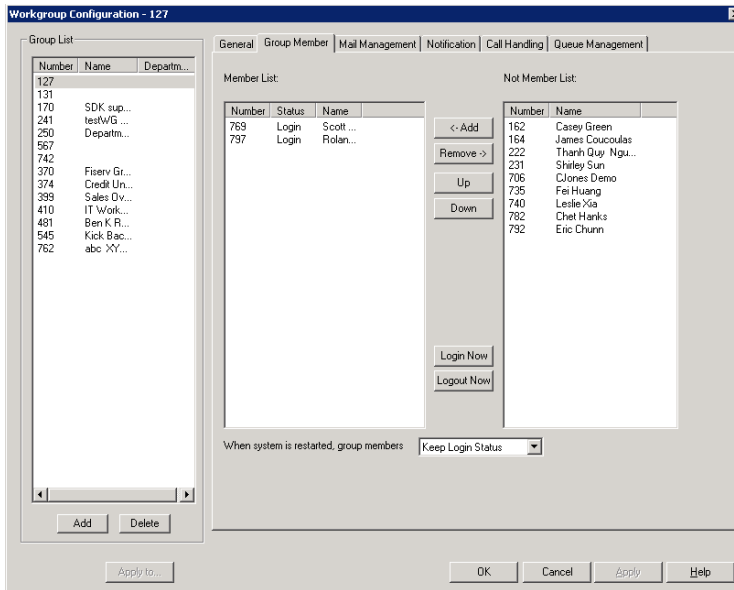 Workgroup Configuration - 127
Group List
Number Name Departm...
127
131
170 SDK sup...
241 testWG ...
250 Departm...
567
742
370 Fiserv Gr...
374 Credit Un...
399 Sales Ov...
410 IT Work...
481 Ben K R...
545 Kick Bac...
762 abc XY...
Add Delete
Apply to...
General Group Member Mail Management Notification Call Handling Queue Management
Member List:
Number Status Name
769 Login Scott ...
797 Login Rolan...
<- Add
Remove ->
Up
Down
Login Now
Logout Now
Not Member List:
Number Name
162 Casey Green
164 James Coucoulas
222 Thanh Quy Ngu...
231 Shirley Sun
706 CJones Demo
735 Fei Huang
740 Leslie Xia
782 Chet Hanks
792 Eric Chunn
When system is restarted, group members Keep Login Status
OK Cancel Apply Help